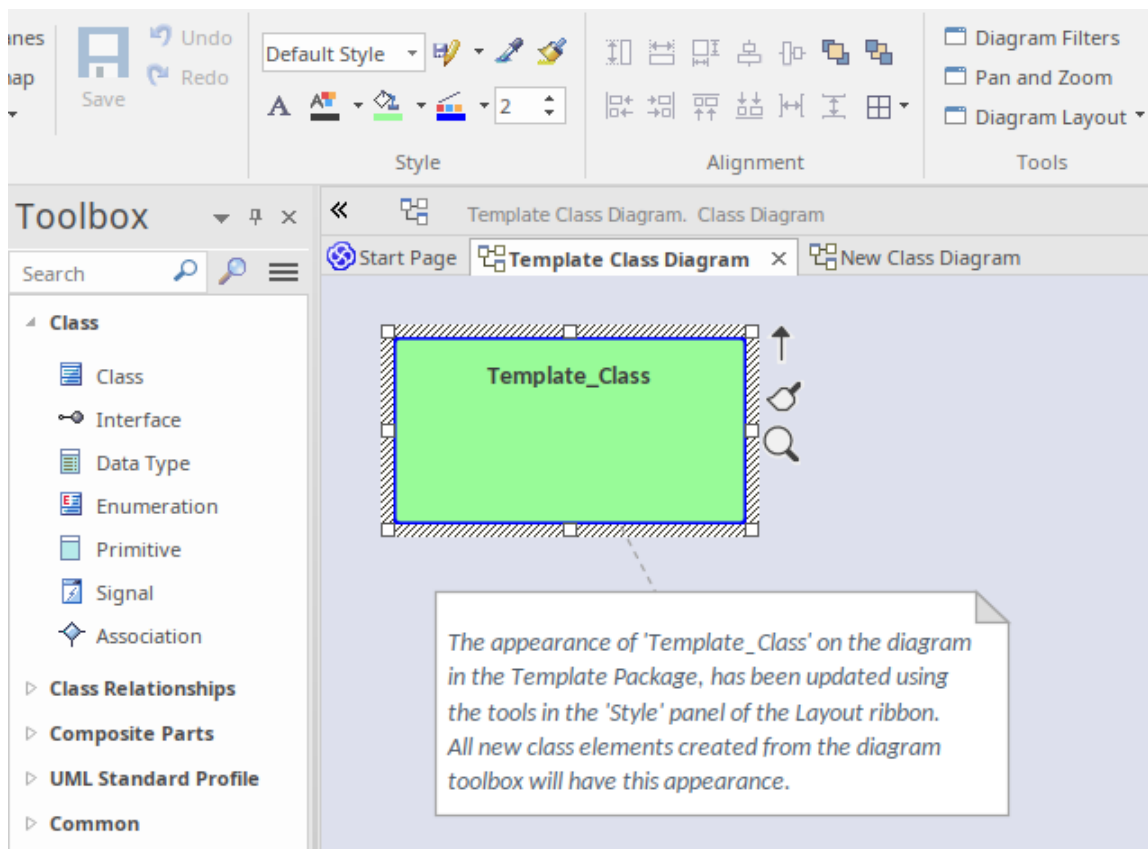 Undo
Redo
Save
Default Style
A
A
2
Style
Alignment
Diagram Filters
Pan and Zoom
Diagram Layout
Tools
Toolbox
Search
Class
Class
Interface
Data Type
Enumeration
Primitive
Signal
Association
Class Relationships
Composite Parts
UML Standard Profile
Common
Template Class Diagram. Class Diagram
Start Page
Template Class Diagram
New Class Diagram
Template_Class
The appearance of 'Template_Class' on the diagram
in the Template Package, has been updated using
the tools in the 'Style' panel of the Layout ribbon.
All new class elements created from the diagram
toolbox will have this appearance.